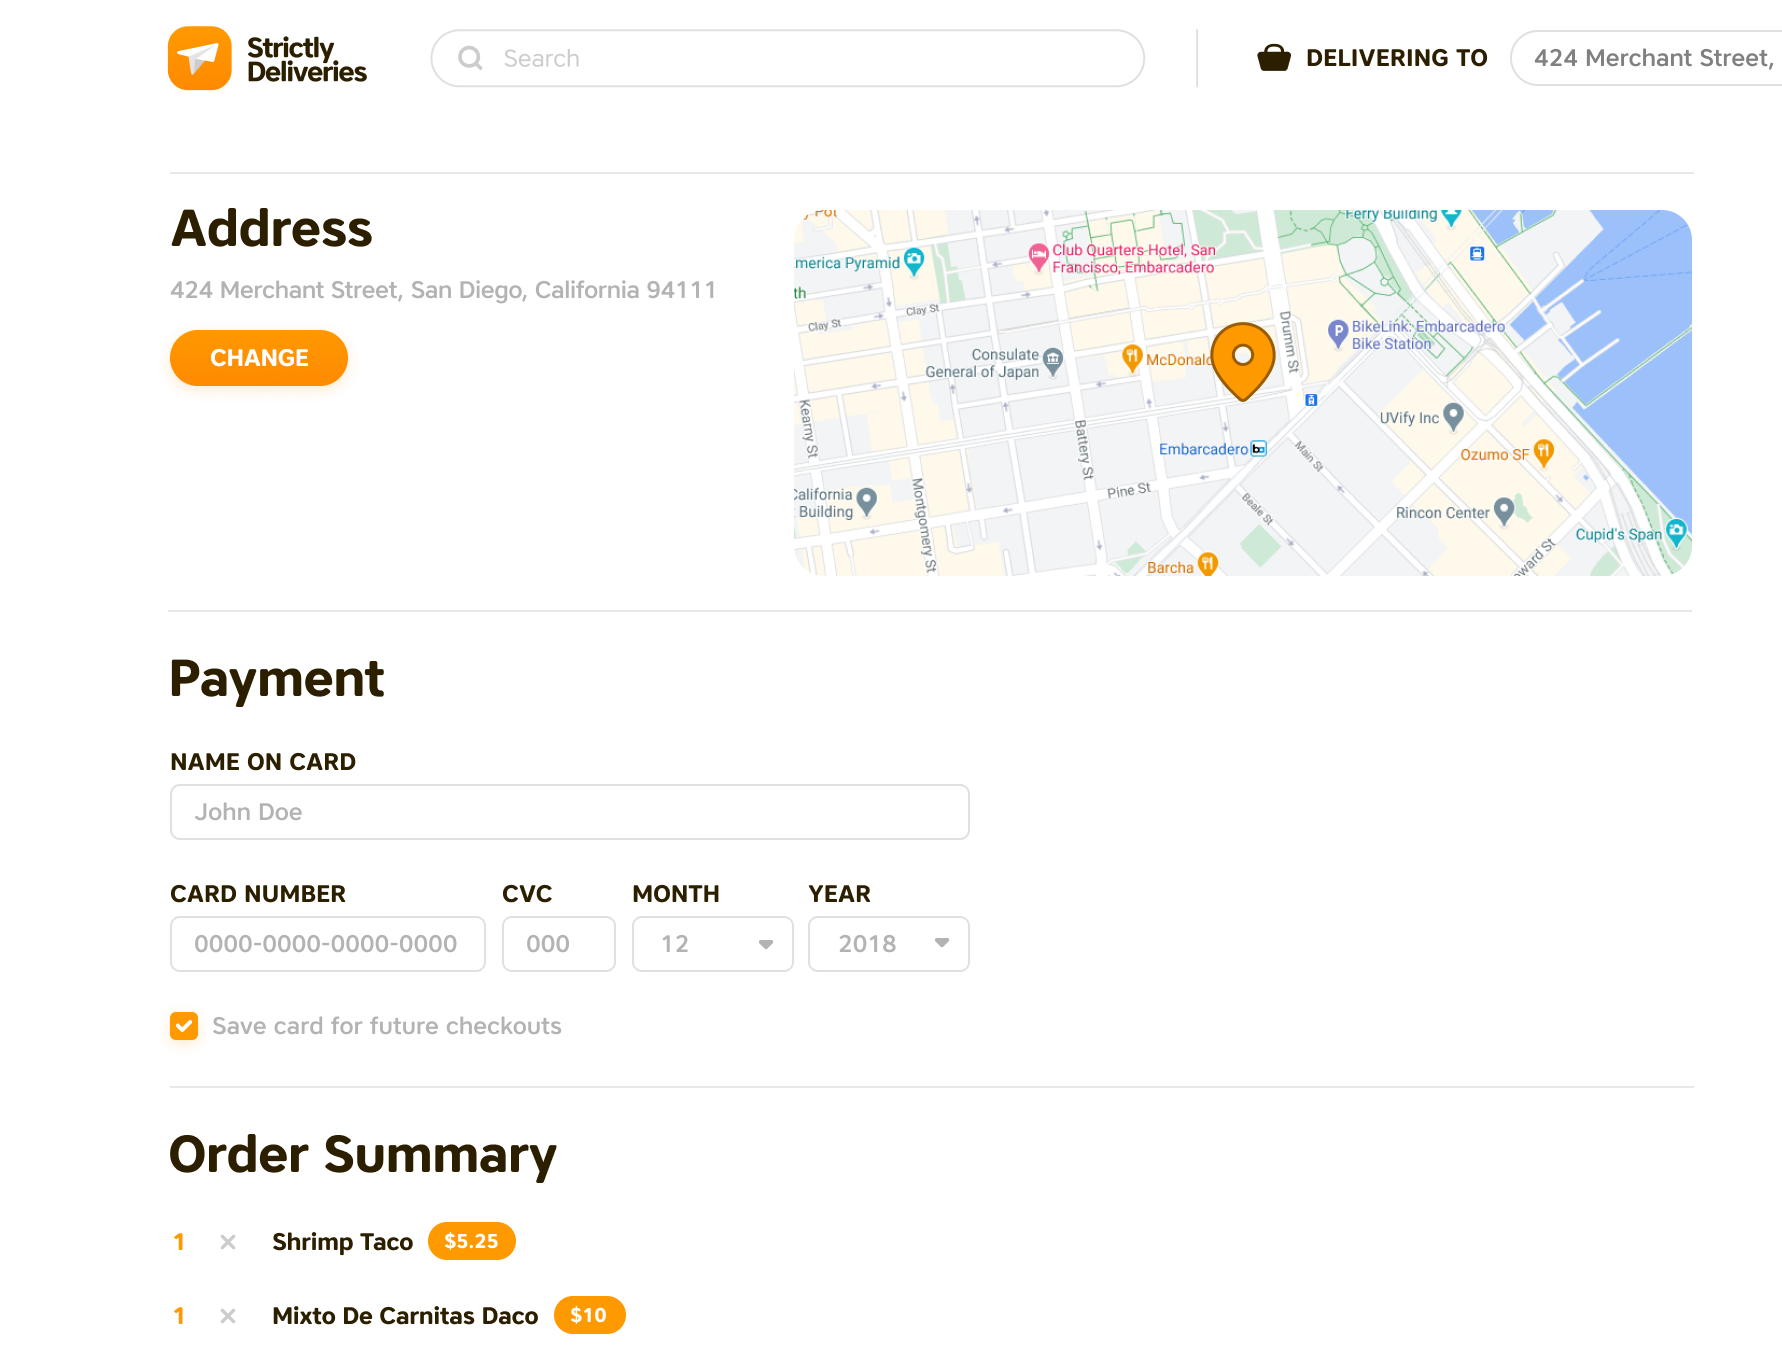 Strictly
Deliveries
Search
DELIVERING TO
424 Merchant Street,
Address
424 Merchant Street, San Diego, California 94111
CHANGE
y Pot
Ferry Building
merica Pyramid
Club Quarters Hotel, San
Francisco, Embarcadero
th
Clay St
Clay St
Drumm St
P
BikeLink: Embarcadero
Bike Station
Consulate
General of Japan
McDonald
Kearny St
Battery St
UVify Inc
Embarcadero
Main St
Ozumo SF
California
Building
Montgomery St
Pine St
Beale St
Rincon Center
Cupid's Span
oward St
Barcha
Payment
NAME ON CARD
John Doe
CARD NUMBER CVC MONTH YEAR
0000-0000-0000-0000 000 12 2018
Save card for future checkouts
Order Summary
1 × Shrimp Taco $5.25
1 × Mixto De Carnitas Daco $10